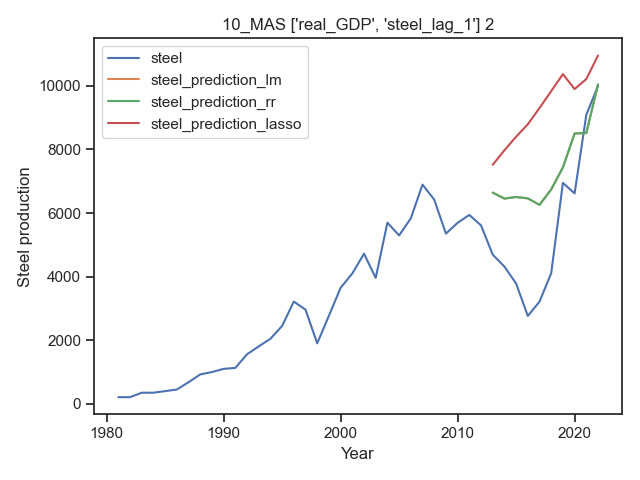 10_MAS ['real_GDP', 'steel_lag_1'] 2
steel
steel_prediction_lm
steel_prediction_rr
steel_prediction_lasso
Steel production
10000
8000
6000
4000
2000
0
1980
1990
2000
2010
2020
Year